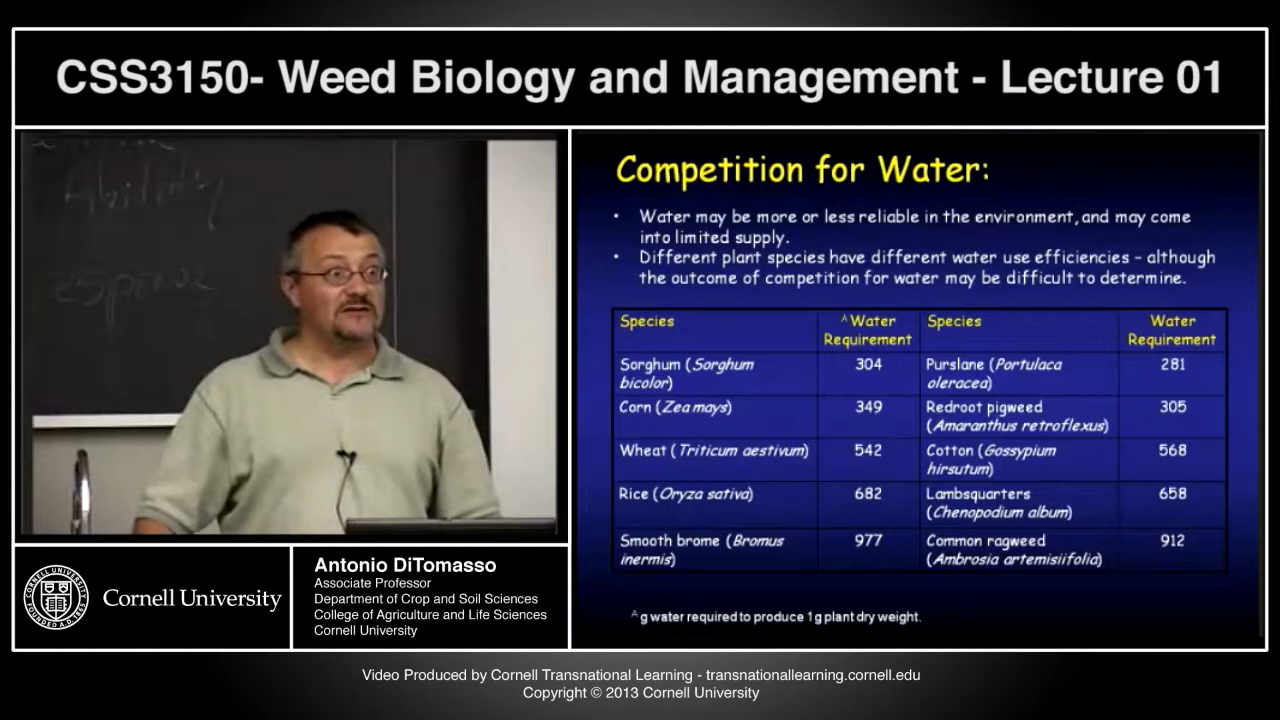 CSS3150- Weed Biology and Management - Lecture 01
Ability
Competition for Water:
• Water may be more or less reliable in the environment, and may come
into limited supply.
• Different plant species have different water use efficiencies – although
the outcome of competition for water may be difficult to determine.
Species A Water Species Water
Requirement Requirement
Sorghum (Sorghum 304 Purslane (Portulaca 281
bicolor) oleracea)
Corn (Zea mays) 349 Redroot pigweed 305
(Amaranthus retroflexus)
Wheat (Triticum aestivum) 542 Cotton (Gossypium 568
hirsutum)
Rice (Oryza sativa) 682 Lambsquarters 658
(Chenopodium album)
Smooth brome (Bromus 977 Common ragweed 912
inermis) (Ambrosia artemisiifolia)
A g water required to produce 1g plant dry weight.
Cornell University
Antonio DiTomasso
Associate Professor
Department of Crop and Soil Sciences
College of Agriculture and Life Sciences
Cornell University
Video Produced by Cornell Transnational Learning - transnationallearning.cornell.edu
Copyright © 2013 Cornell University